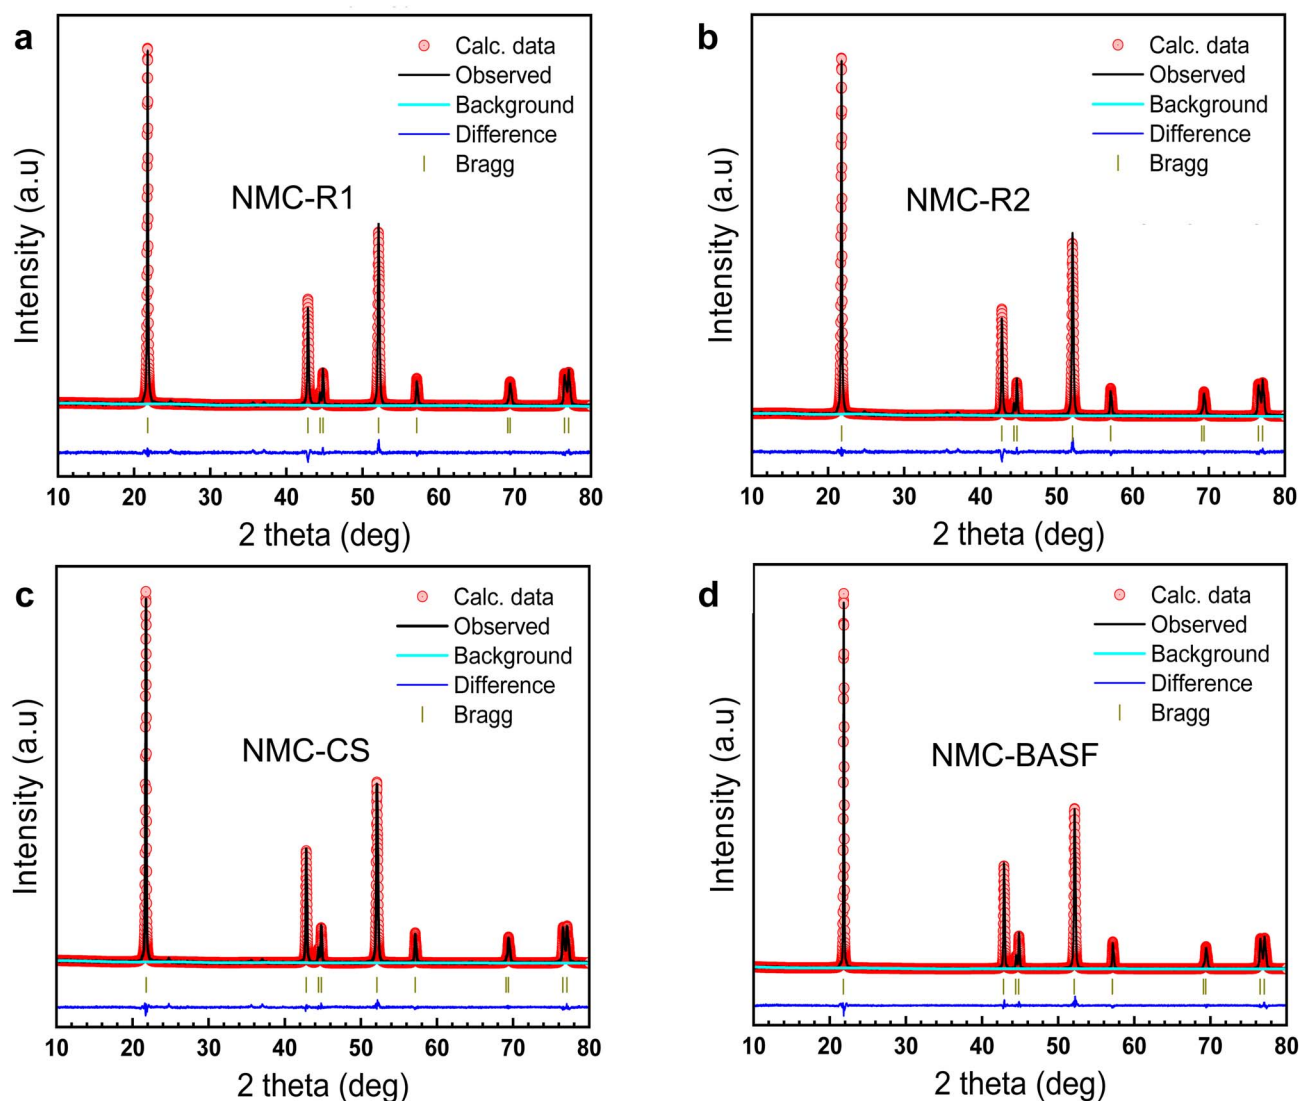 a
Calc. data
Observed
Background
Difference
Bragg
NMC-R1
Intensity (a.u)
10 20 30 40 50 60 70 80
2 theta (deg)
b
Calc. data
Observed
Background
Difference
Bragg
NMC-R2
Intensity (a.u)
10 20 30 40 50 60 70 80
2 theta (deg)
c
Calc. data
Observed
Background
Difference
Bragg
NMC-CS
Intensity (a.u)
10 20 30 40 50 60 70 80
2 theta (deg)
d
Calc. data
Observed
Background
Difference
Bragg
NMC-BASF
Intensity (a.u)
10 20 30 40 50 60 70 80
2 theta (deg)